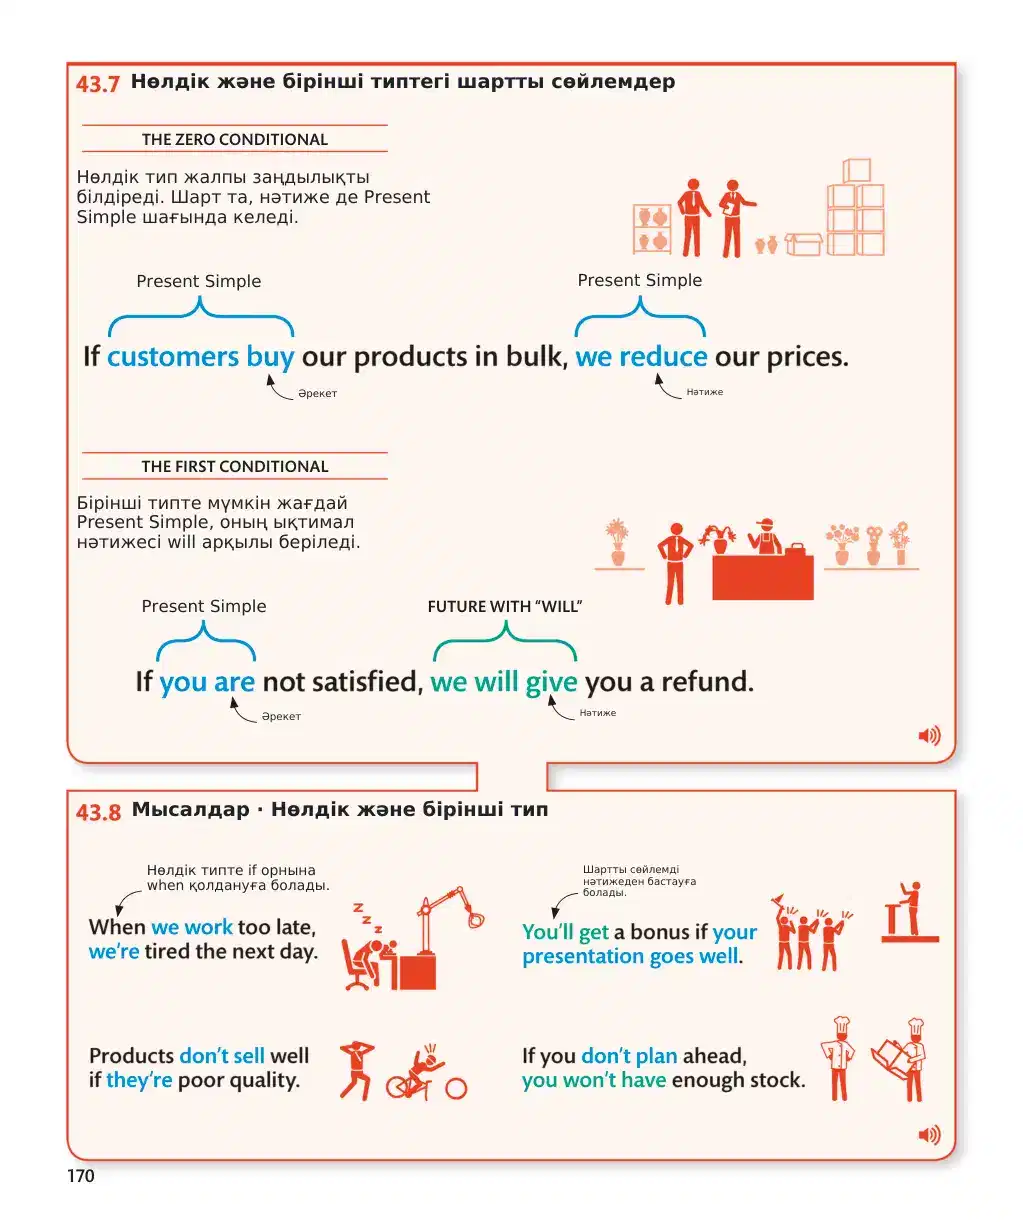 43.7 Нөлдік және бірінші типтегі шартты сөйлемдер
THE ZERO CONDITIONAL
Нөлдік тип жалпы заңдылықты
білдіреді. Шарт та, нәтиже де Present
Simple шағында келеді.
Present Simple
Present Simple
If customers buy our products in bulk, we reduce our prices.
Әрекет
Нәтиже
THE FIRST CONDITIONAL
Бірінші типте мүмкін жағдай
Present Simple, оның ықтимал
нәтижесі will арқылы беріледі.
Present Simple
FUTURE WITH “WILL”
If you are not satisfied, we will give you a refund.
Әрекет
Нәтиже
43.8 Мысалдар · Нөлдік және бірінші тип
Нөлдік типте if орнына
when қолдануға болады.
When we work too late,
we’re tired the next day.
z
z
z
Шартты сөйлемді
нәтижеден бастауға
болады.
You’ll get a bonus if your
presentation goes well.
Products don’t sell well
if they’re poor quality.
If you don’t plan ahead,
you won’t have enough stock.
170